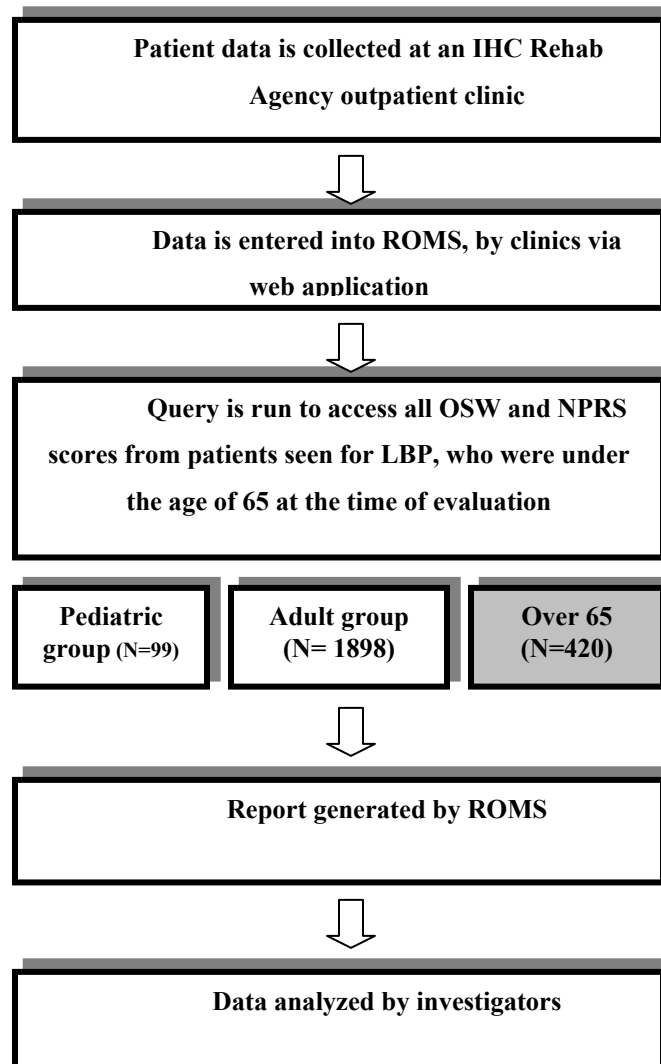 Patient data is collected at an IHC Rehab
Agency outpatient clinic
Data is entered into ROMS, by clinics via
web application
Query is run to access all OSW and NPRS
scores from patients seen for LBP, who were under
the age of 65 at the time of evaluation
Pediatric
group (N=99)
Adult group
(N= 1898)
Over 65
(N=420)
Report generated by ROMS
Data analyzed by investigators